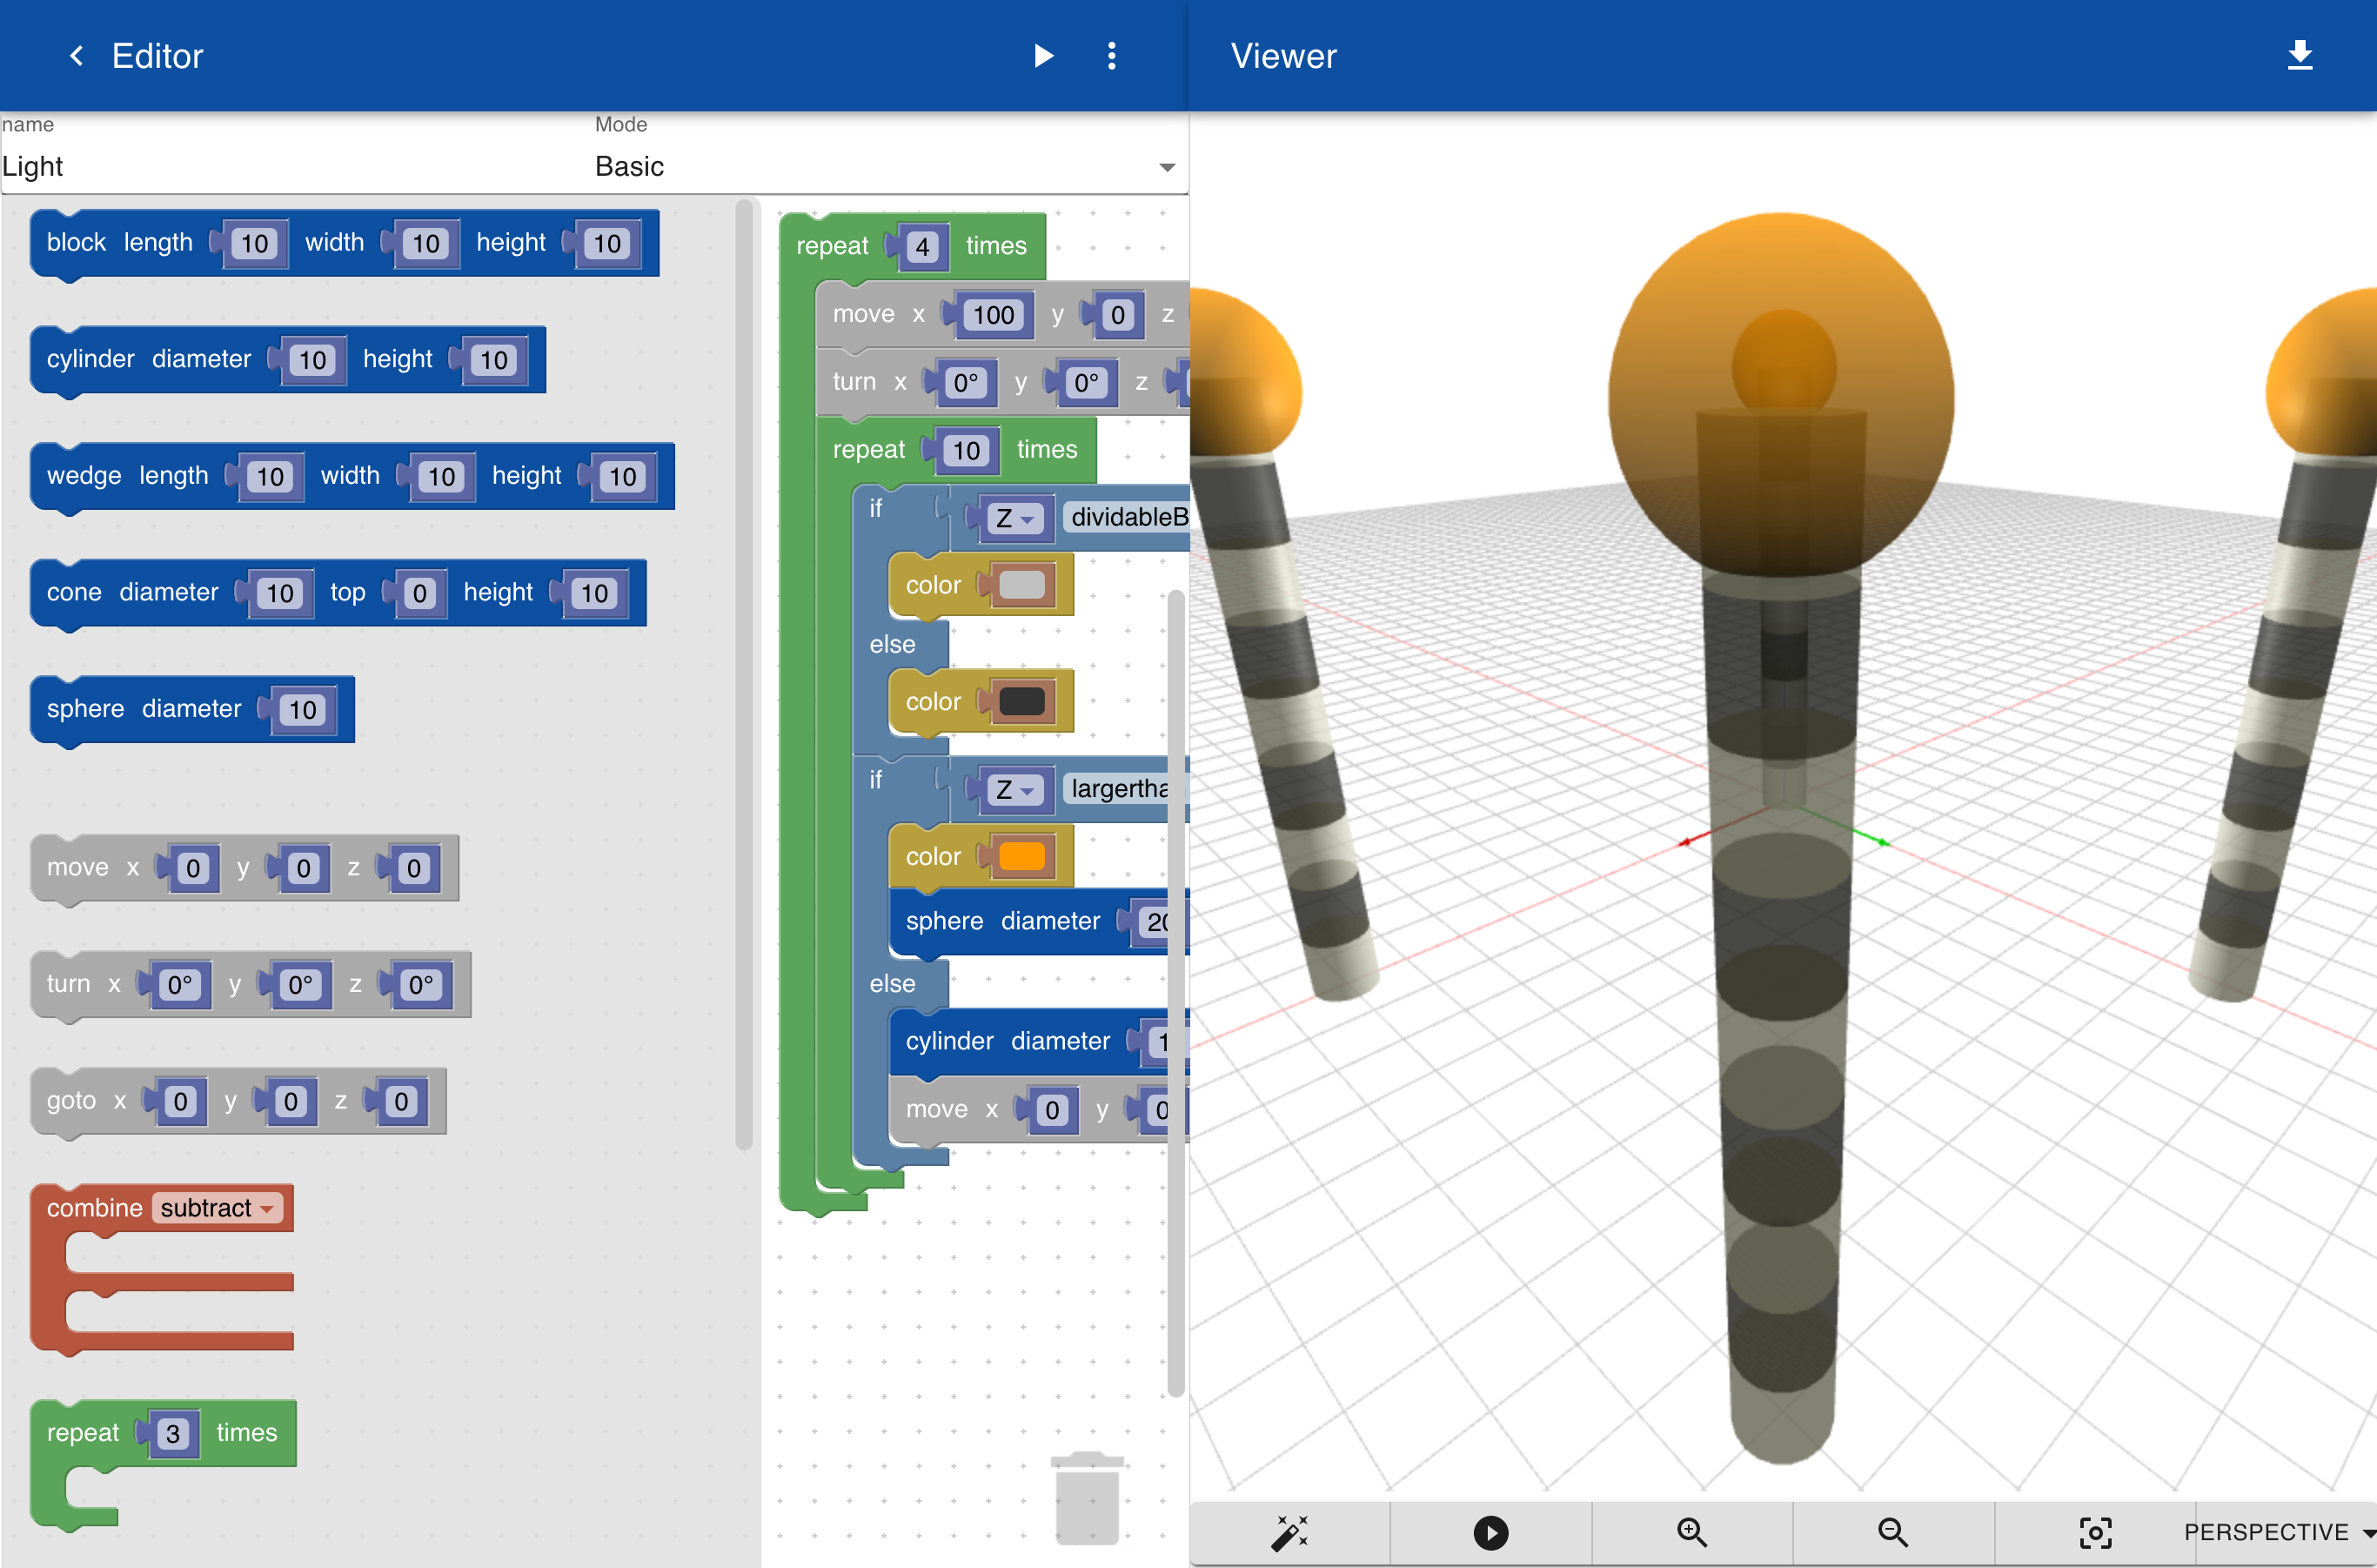 Editor
Viewer
name
Mode
Light
Basic
block length 10 width 10 height 10
cylinder diameter 10 height 10
wedge length 10 width 10 height 10
cone diameter 10 top 0 height 10
sphere diameter 10
move x 0 y 0 z 0
turn x 0° y 0° z 0°
goto x 0 y 0 z 0
combine subtract
repeat 3 times
repeat 4 times
move x 100 y 0 z
turn x 0° y 0° z
repeat 10 times
if Z dividableB
color
else
color
if Z largertha
color
sphere diameter
else
cylinder diameter
move x 0 y 0
PERSPECTIVE